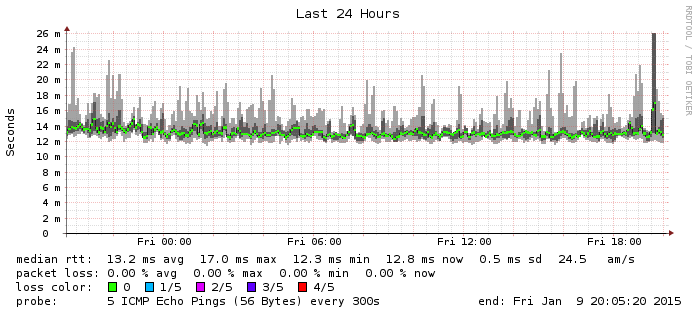 Last 24 Hours
RRDTOOL / TOBI OETIKER
Seconds
26 m
24 m
22 m
20 m
18 m
16 m
14 m
12 m
10 m
8 m
6 m
4 m
2 m
0
Fri 00:00 Fri 06:00 Fri 12:00 Fri 18:00
median rtt: 13.2 ms avg 17.0 ms max 12.3 ms min 12.8 ms now 0.5 ms sd 24.5 am/s
packet loss: 0.00 % avg 0.00 % max 0.00 % min 0.00 % now
loss color: 0 1/5 2/5 3/5 4/5
probe: 5 ICMP Echo Pings (56 Bytes) every 300s end: Fri Jan 9 20:05:20 2015